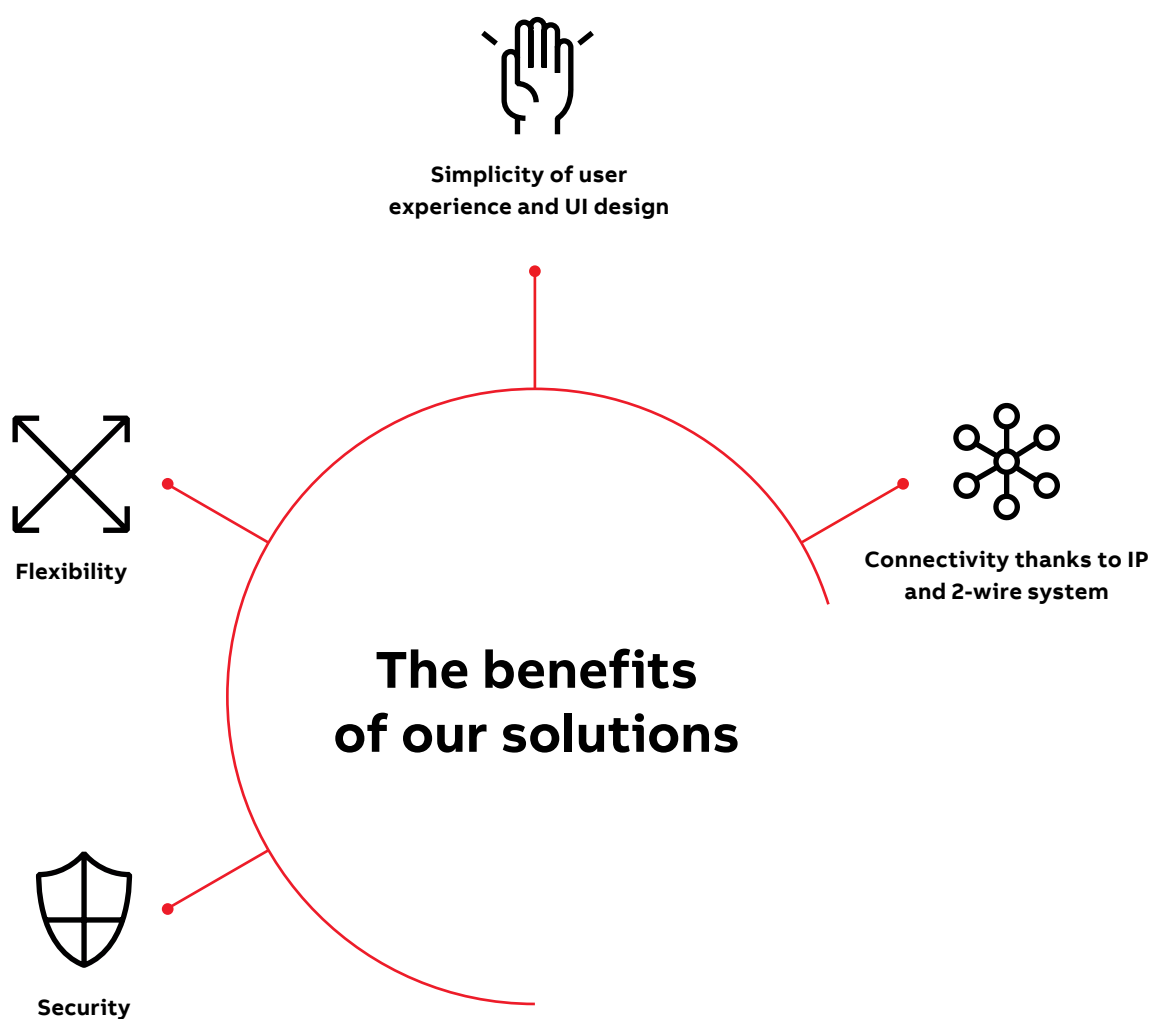 Simplicity of user
experience and UI design
Flexibility
Connectivity thanks to IP
and 2-wire system
The benefits
of our solutions
Security